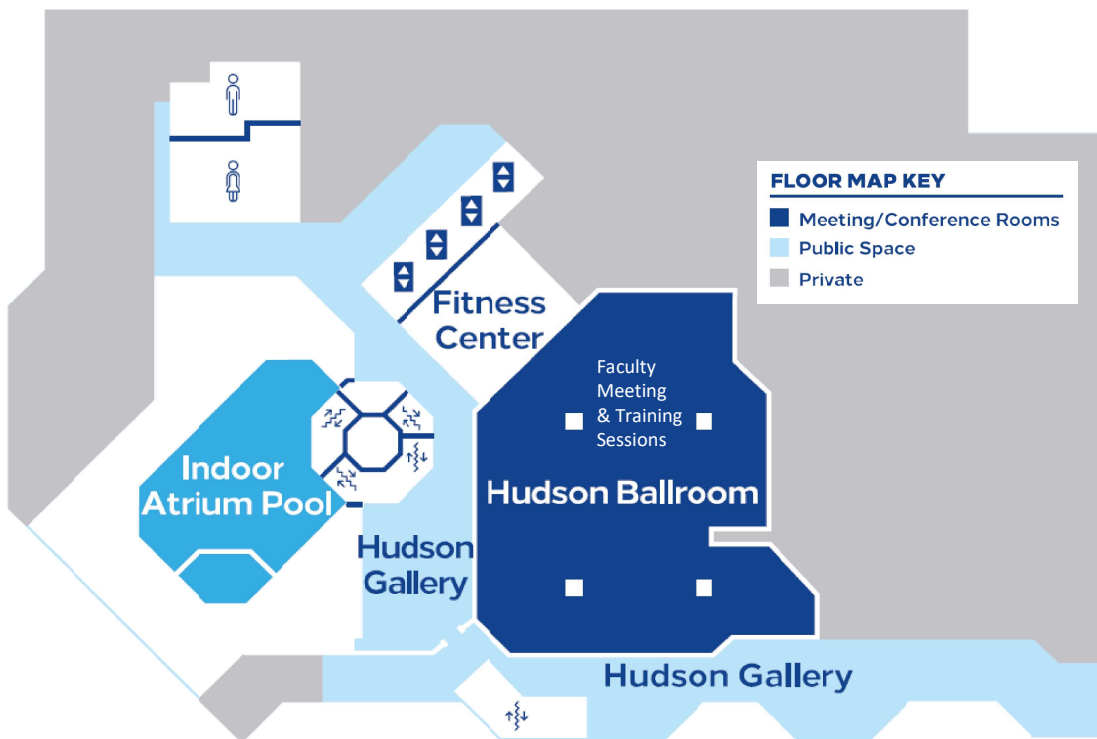 FLOOR MAP KEY
Meeting/Conference Rooms
Public Space
Private
Fitness
Center
Faculty
Meeting
& Training
Sessions
Indoor
Atrium Pool
Hudson Ballroom
Hudson
Gallery
Hudson Gallery